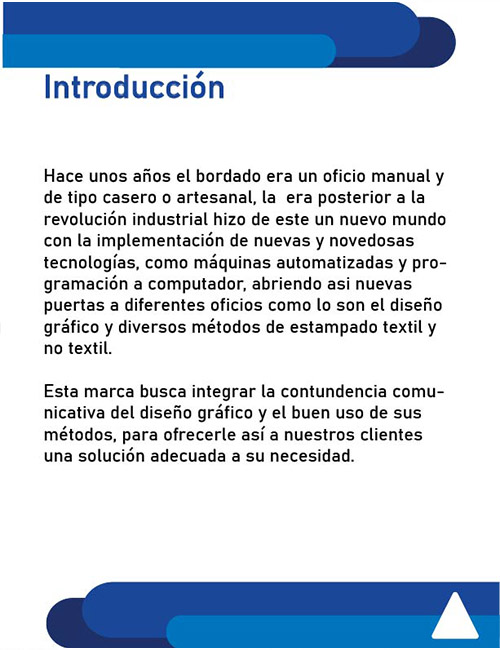 Introducción
Hace unos años el bordado era un oficio manual y
de tipo casero o artesanal, la  era posterior a la
revolución industrial hizo de este un nuevo mundo
con la implementación de nuevas y novedosas
tecnologías, como máquinas automatizadas y pro-
gramación a computador, abriendo asi nuevas
puertas a diferentes oficios como lo son el diseño
gráfico y diversos métodos de estampado textil y
no textil.
Esta marca busca integrar la contundencia comu-
nicativa del diseño gráfico y el buen uso de sus
métodos, para ofrecerle así a nuestros clientes
una solución adecuada a su necesidad.